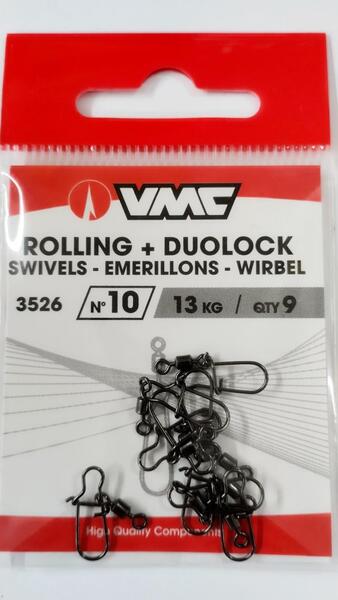 VMC
ROLLING + DUOLOCK
SWIVELS - EMERILLONS - WIRBEL
3526 N° 10 13 KG / QTY 9
High Quality Components